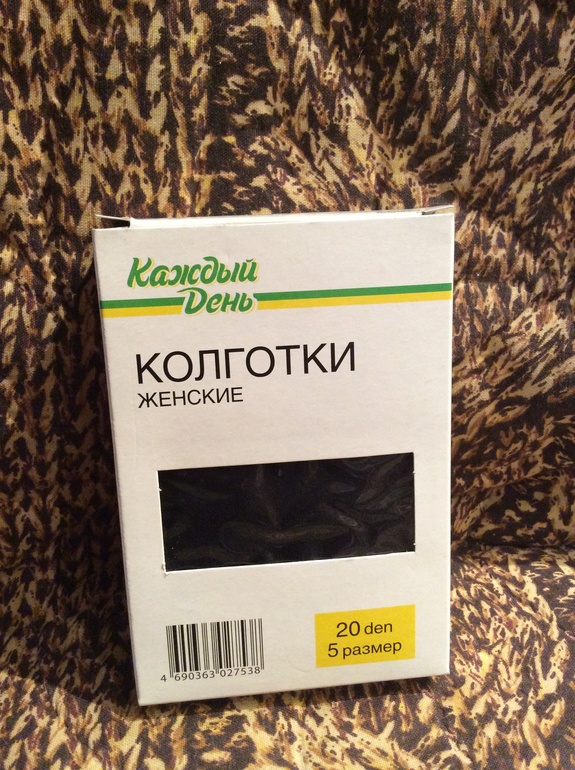 Каждый
День
КОЛГОТКИ
ЖЕНСКИЕ
20 den
5 размер
4 690363 027538